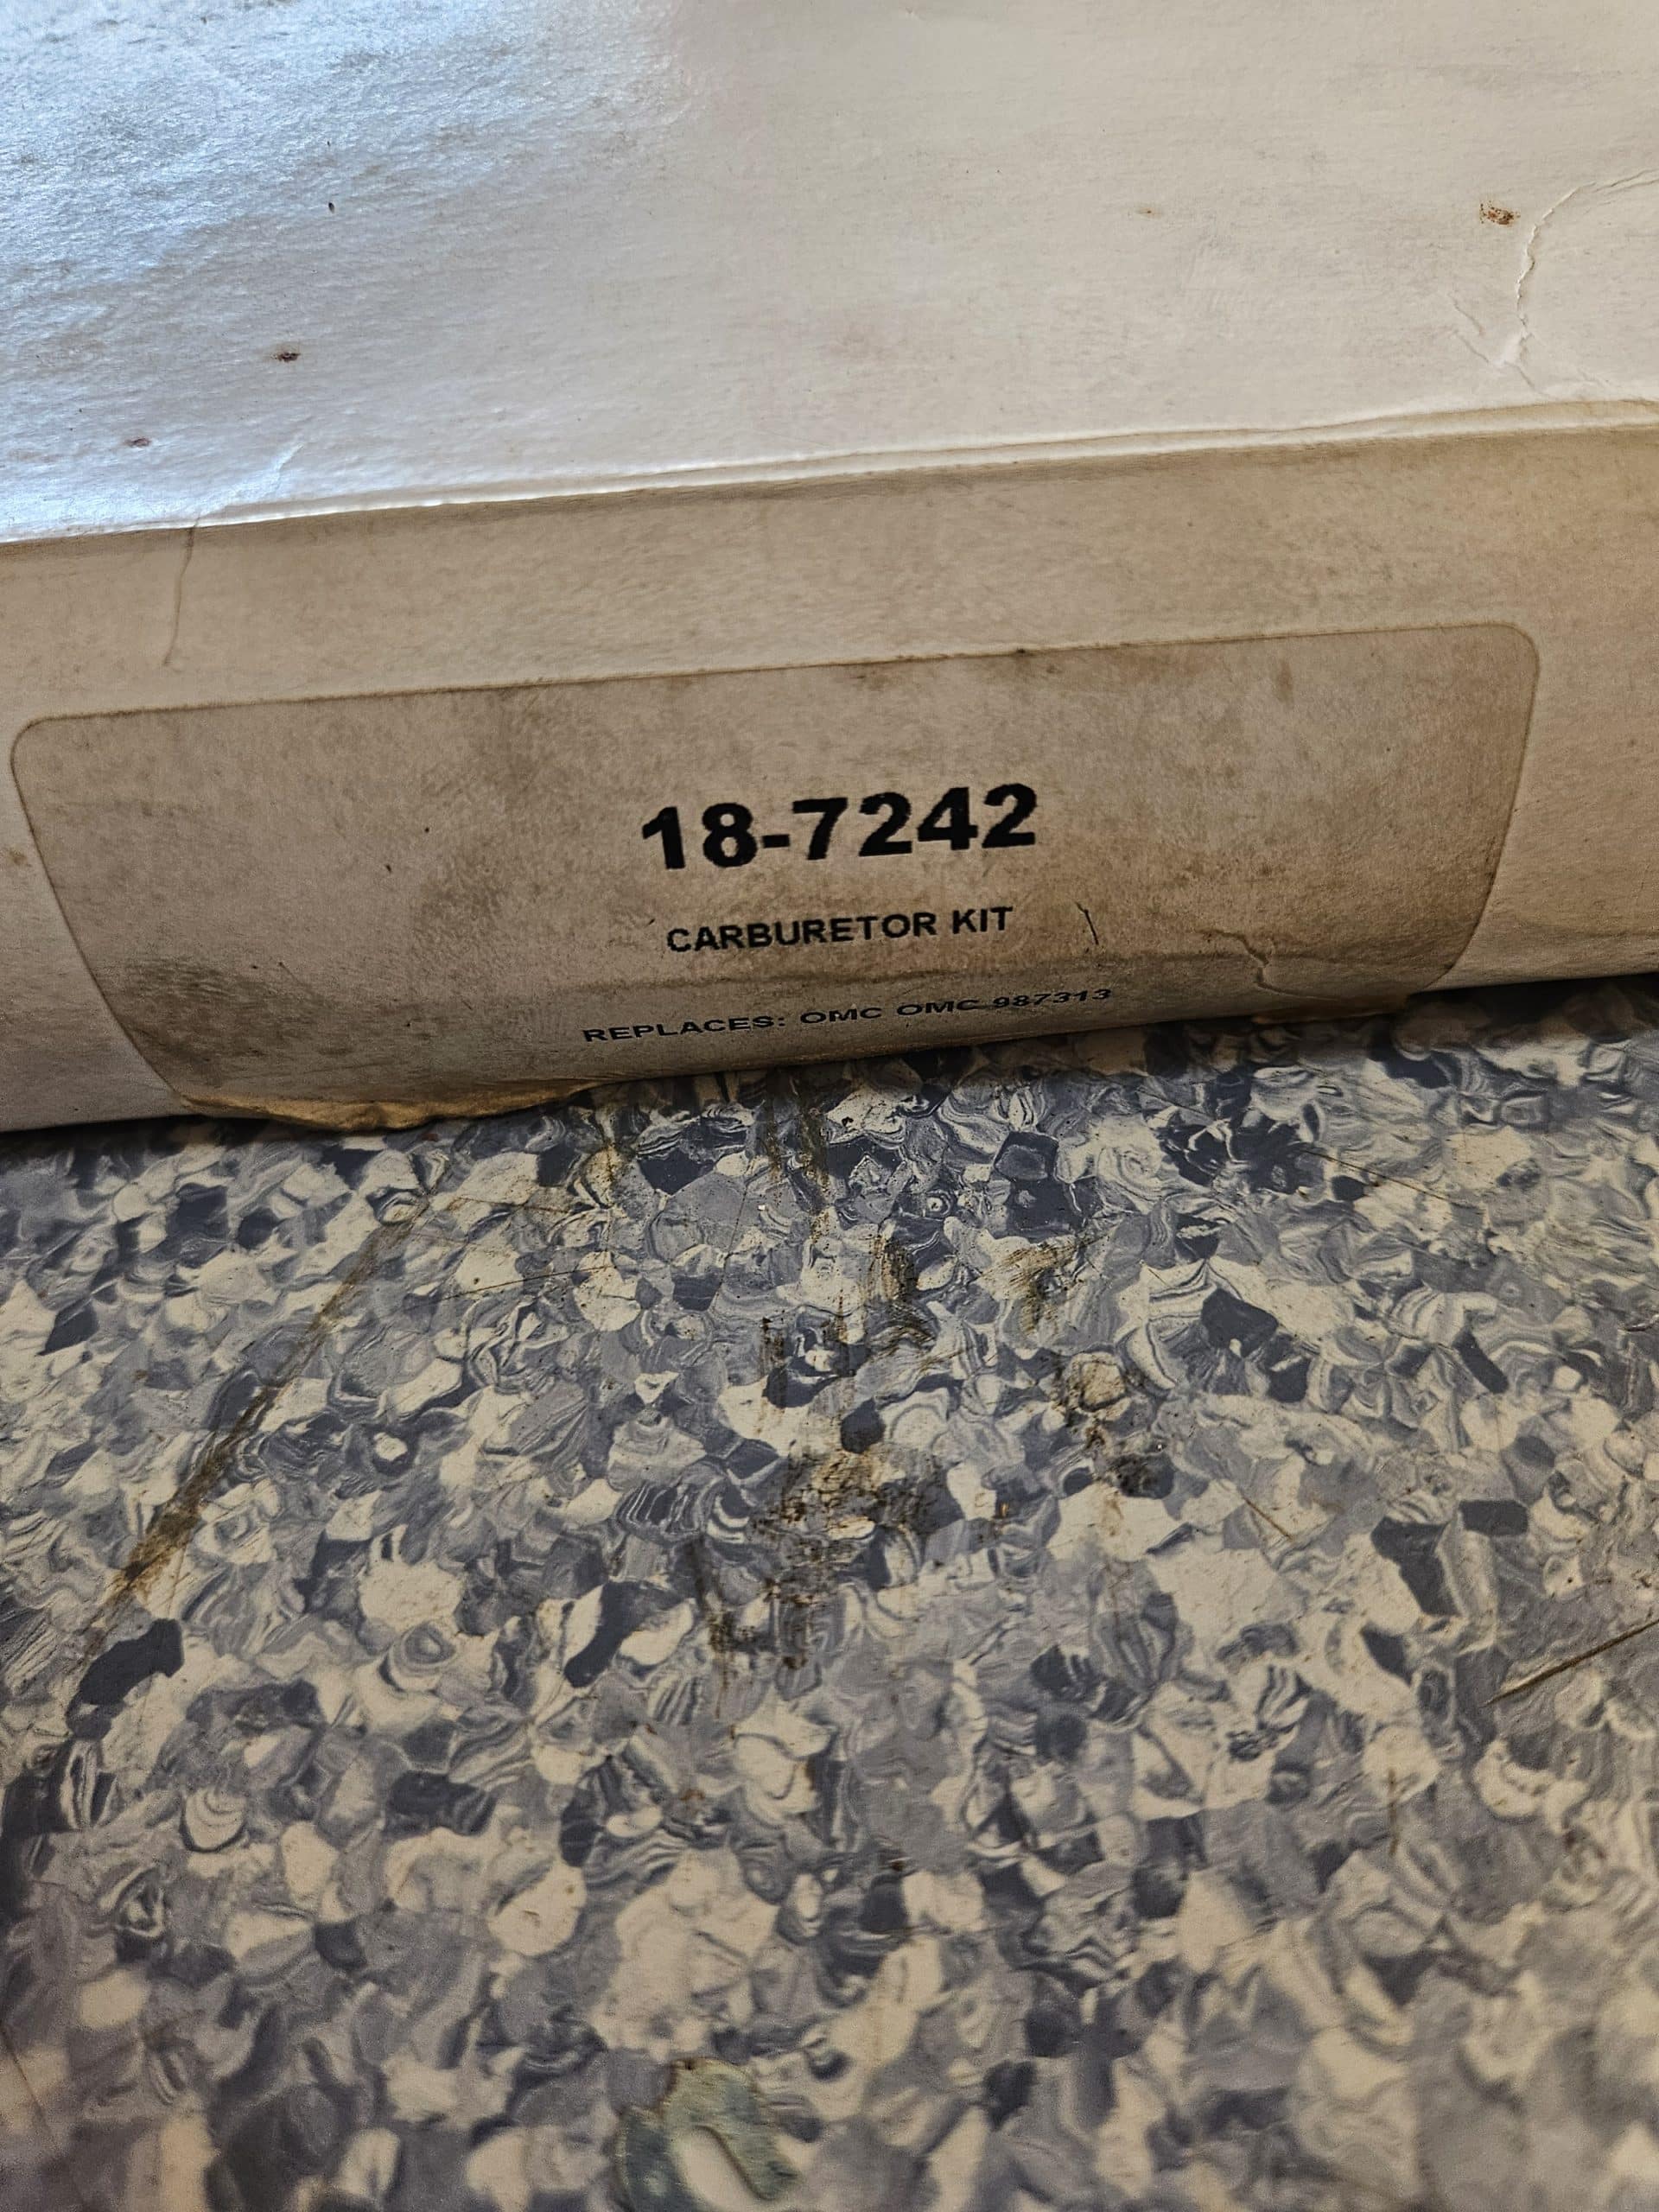 18-7242
CARBURETOR KIT
REPLACES: OMC OMC 987313